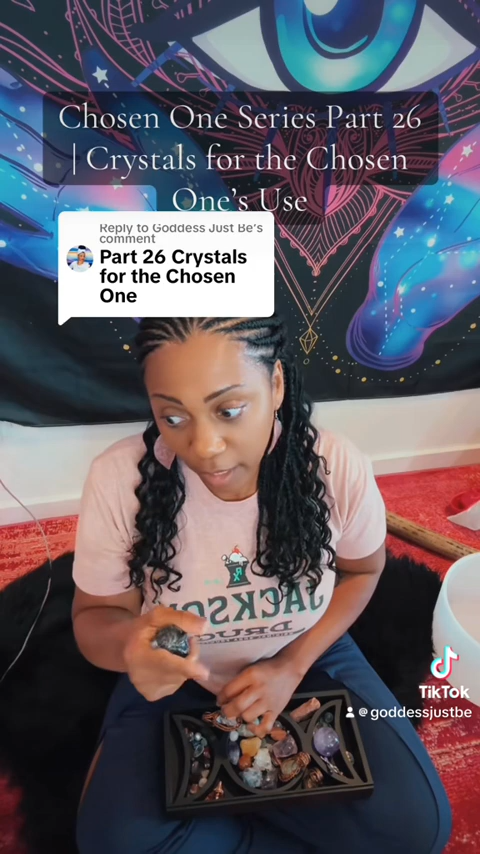 Chosen One Series Part 26
| Crystals for the Chosen
One's Use
Reply to Goddess Just Be's
comment
Part 26 Crystals
for the Chosen
One
JACKSON
DRUG
TikTok
@goddessjustbe